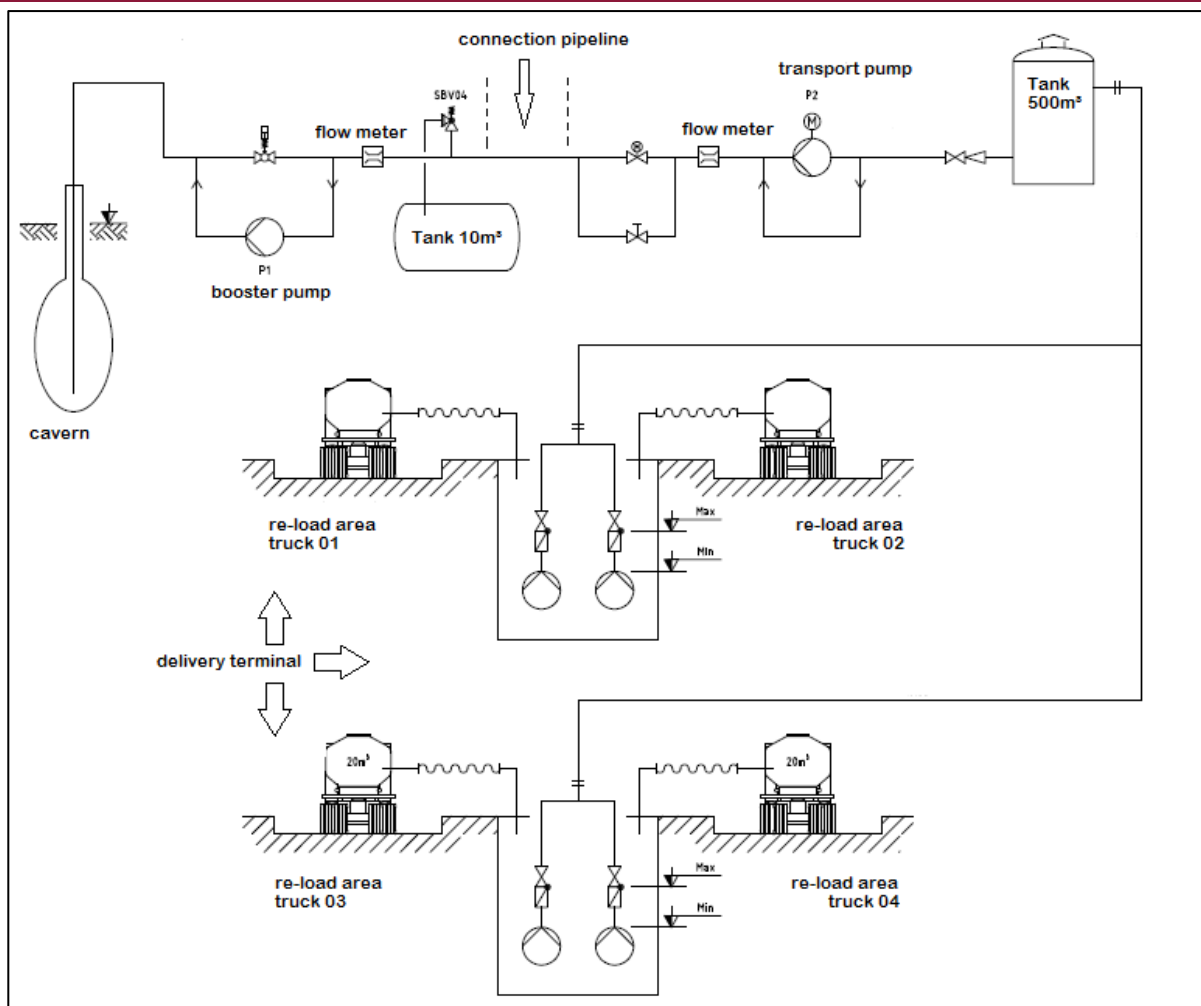 connection pipeline
transport pump
P2
M
Tank
500m³
SBV04
flow meter
flow meter
Tank 10m³
P1
booster pump
cavern
re-load area
truck 01
Max
Min
re-load area
truck 02
delivery terminal
20m³
20m³
re-load area
truck 03
Max
Min
re-load area
truck 04